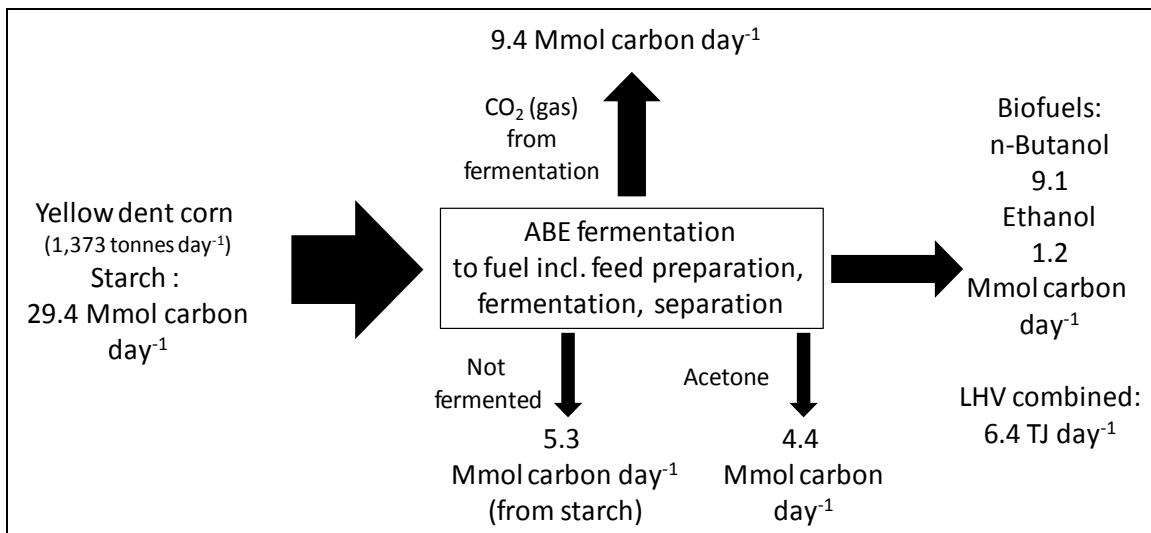 9.4 Mmol carbon day⁻¹
CO₂ (gas)
from
fermentation
Yellow dent corn
(1,373 tonnes day⁻¹)
Starch :
29.4 Mmol carbon
day⁻¹
ABE fermentation
to fuel incl. feed preparation,
fermentation, separation
Biofuels:
n-Butanol
9.1
Ethanol
1.2
Mmol carbon
day⁻¹
LHV combined:
6.4 TJ day⁻¹
Not
fermented
5.3
Mmol carbon day⁻¹
(from starch)
Acetone
4.4
Mmol carbon
day⁻¹